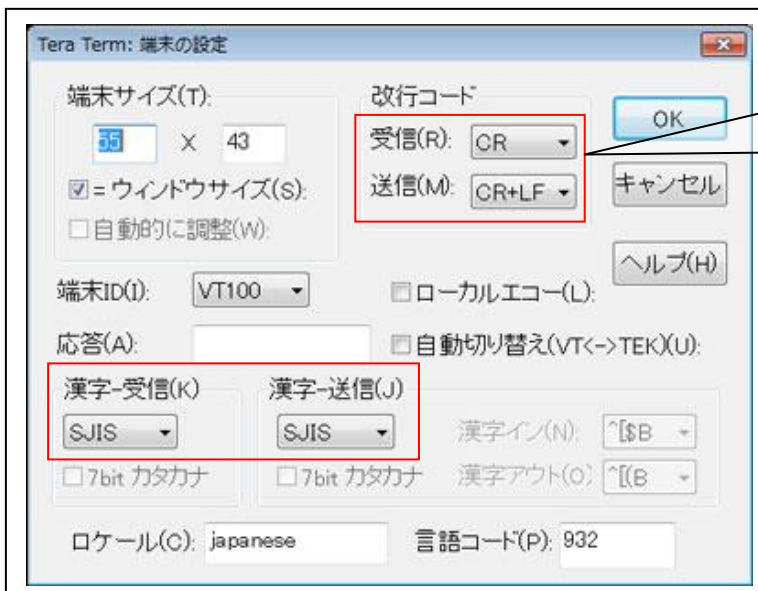 Tera Term: 端末の設定
端末サイズ(T):
55 X 43
=ウィンドウサイズ(S):
自動的に調整(W):
改行コード
受信(R): CR
送信(M): CR+LF
OK
キャンセル
ヘルプ(H)
端末ID(I): VT100
ローカルエコー(L):
応答(A):
自動切り替え(VT<->TEK)(U):
漢字-受信(K)
SJIS
7bit カタカナ
漢字-送信(J)
SJIS
7bit カタカナ
漢字イン(N): ^[$B
漢字アウト(O) ^[(B
ロケール(C): japanese
言語コード(P): 932